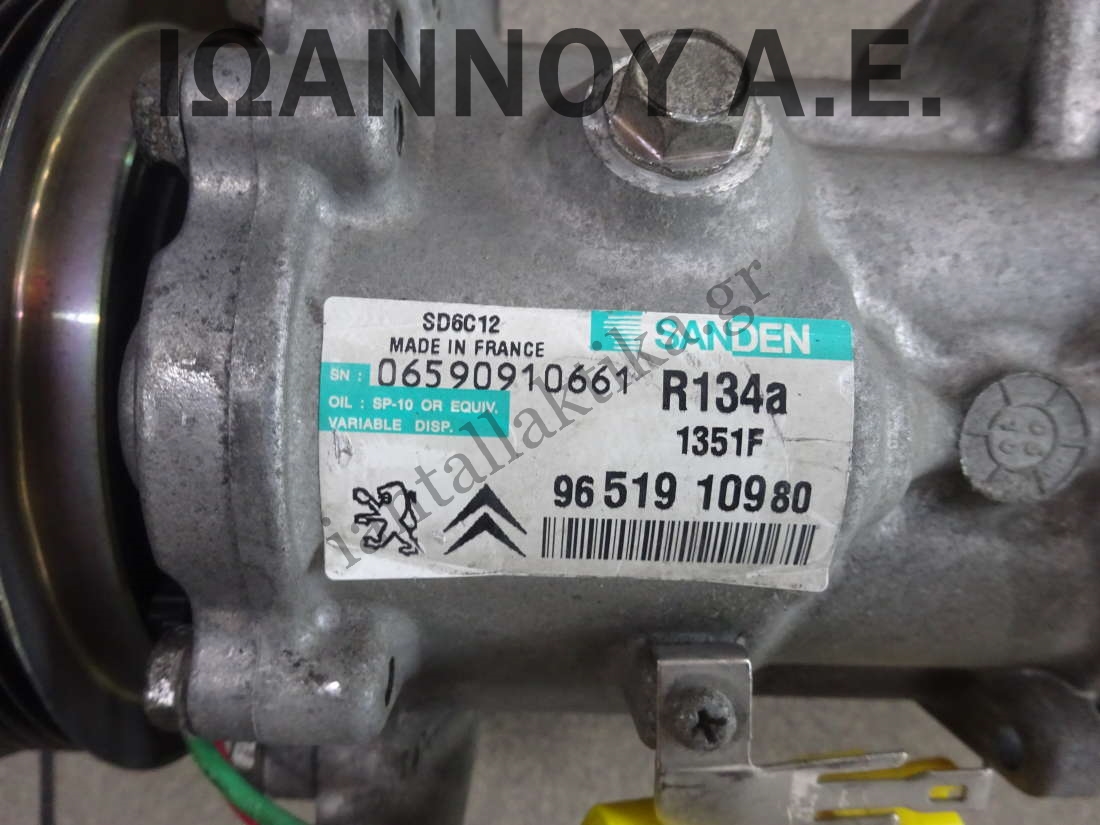 ΙΩΑΝΝΟΥ Α.Ε.
SD6C12
MADE IN FRANCE
SANDEN
SN : 06590910661
R134a
OIL : SP-10 OR EQUIV.
VARIABLE DISP.
1351F
96 519 109 80
iantallaktika.gr